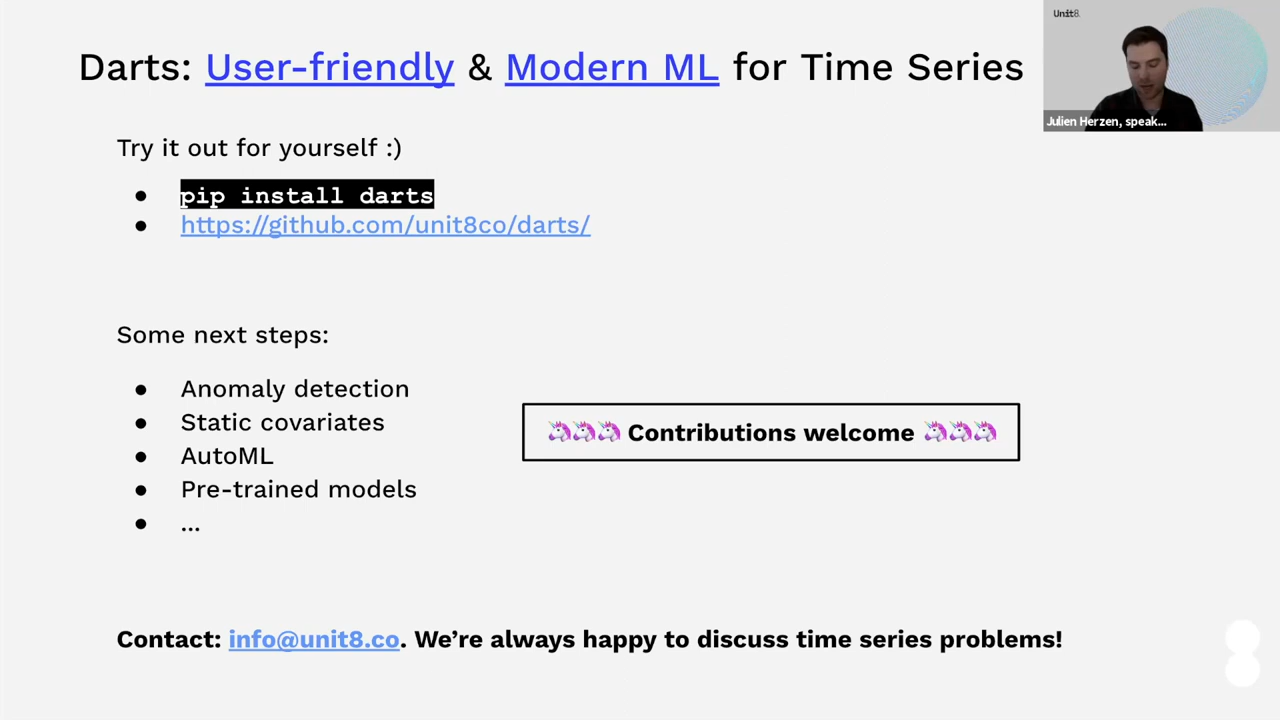 Darts: User-friendly & Modern ML for Time Series
Unit8.
Julien Herzen, speak...
Try it out for yourself :)
● pip install darts
● https://github.com/unit8co/darts/
Some next steps:
● Anomaly detection
● Static covariates
● AutoML
● Pre-trained models
● ...
🦄🦄🦄 Contributions welcome 🦄🦄🦄
Contact: info@unit8.co. We’re always happy to discuss time series problems!